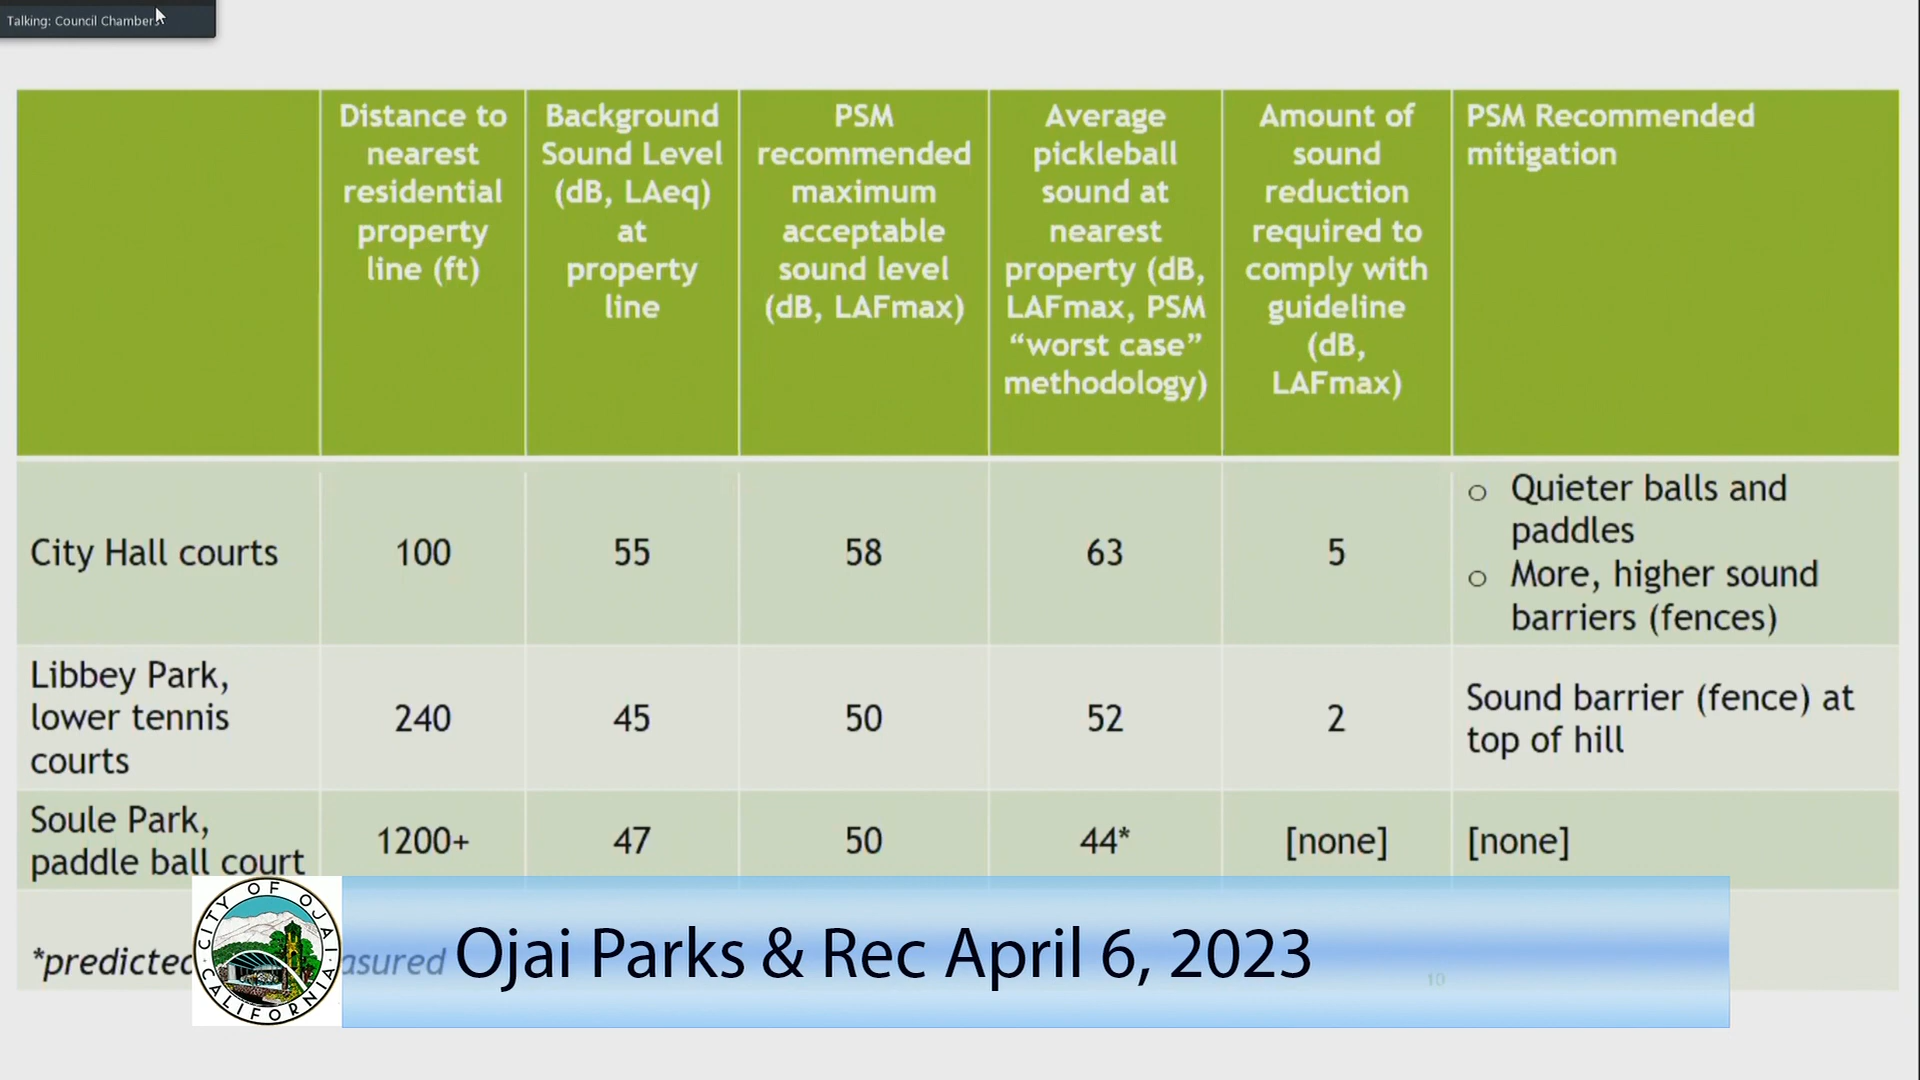 Talking: Council Chambers
Distance to
nearest
residential
property
line (ft)
Background
Sound Level
(dB, LAeq)
at
property
line
PSM
recommended
maximum
acceptable
sound level
(dB, LAFmax)
Average
pickleball
sound at
nearest
property (dB,
LAFmax, PSM
“worst case”
methodology)
Amount of
sound
reduction
required to
comply with
guideline
(dB,
LAFmax)
PSM Recommended
mitigation
City Hall courts
100
55
58
63
5
o Quieter balls and
paddles
o More, higher sound
barriers (fences)
Libbey Park,
lower tennis
courts
240
45
50
52
2
Sound barrier (fence) at
top of hill
Soule Park,
paddle ball court
1200+
47
50
44*
[none]
[none]
*predicted
asured
CITY OF OJAI
CALIFORNIA
Ojai Parks & Rec April 6, 2023
10